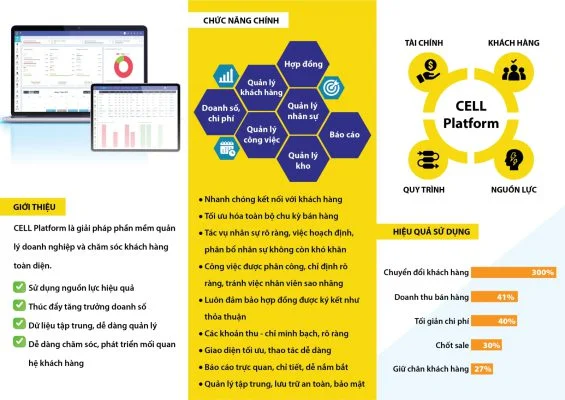 GIỚI THIỆU
CELL Platform là giải pháp phần mềm quản
lý doanh nghiệp và chăm sóc khách hàng
toàn diện.
Sử dụng nguồn lực hiệu quả
Thúc đẩy tăng trưởng doanh số
Dữ liệu tập trung, dễ dàng quản lý
Dễ dàng chăm sóc, phát triển mối quan
hệ khách hàng
CHỨC NĂNG CHÍNH
Hợp đồng
Quản lý
khách hàng
Doanh số,
chi phí
Quản lý
nhân sự
Quản lý
công việc
Báo cáo
Quản lý
kho
• Nhanh chóng kết nối với khách hàng
• Tối ưu hóa toàn bộ chu kỳ bán hàng
• Tác vụ nhân sự rõ ràng, việc hoạch định,
phân bổ nhân sự không còn khó khăn
• Công việc được phân công, chỉ định rõ
ràng, tránh việc nhân viên sao nhãng
• Luôn đảm bảo hợp đồng được ký kết như
thỏa thuận
• Các khoản thu - chi minh bạch, rõ ràng
• Giao diện tối ưu, thao tác dễ dàng
• Báo cáo trực quan, chi tiết, dễ nắm bắt
• Quản lý tập trung, lưu trữ an toàn, bảo mật
TÀI CHÍNH
KHÁCH HÀNG
CELL
Platform
QUY TRÌNH
NGUỒN LỰC
HIỆU QUẢ SỬ DỤNG
Chuyển đổi khách hàng 300%
Doanh thu bán hàng 41%
Tối giản chi phí 40%
Chốt sale 30%
Giữ chân khách hàng 27%